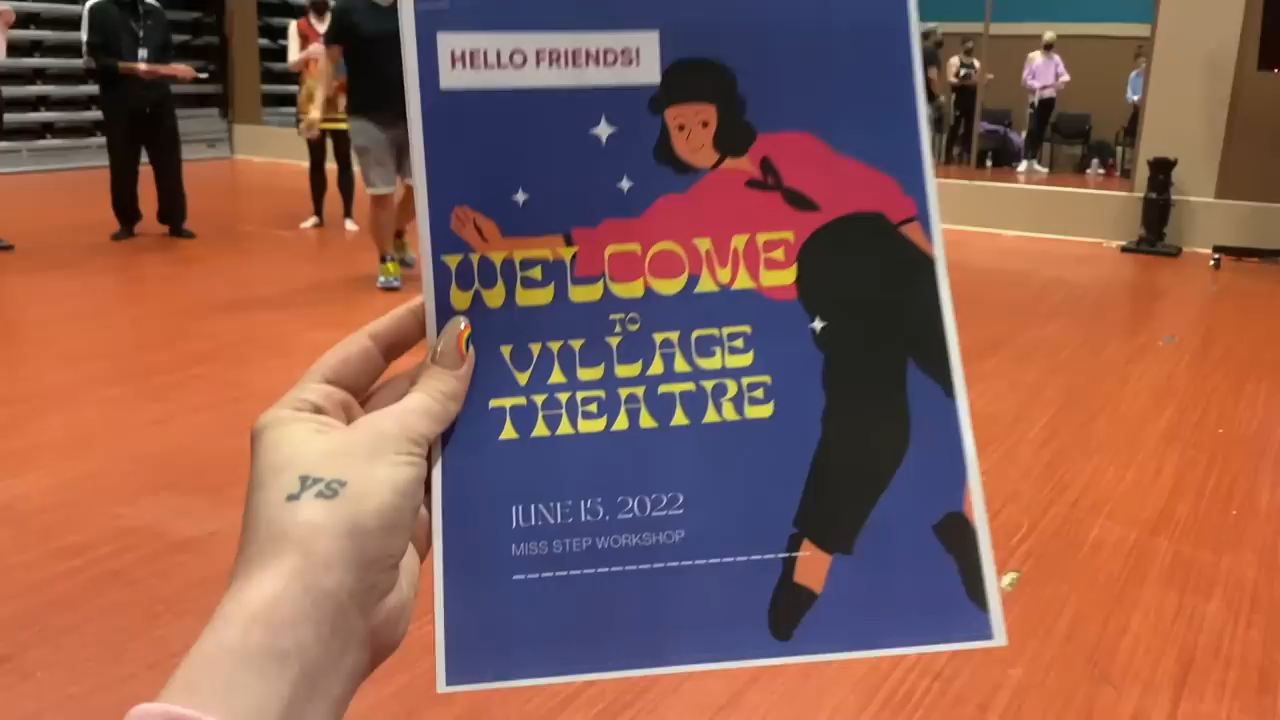 HELLO FRIENDS!
WELCOME
TO
VILLAGE
THEATRE
JUNE 15, 2022
MISS STEP WORKSHOP
ys